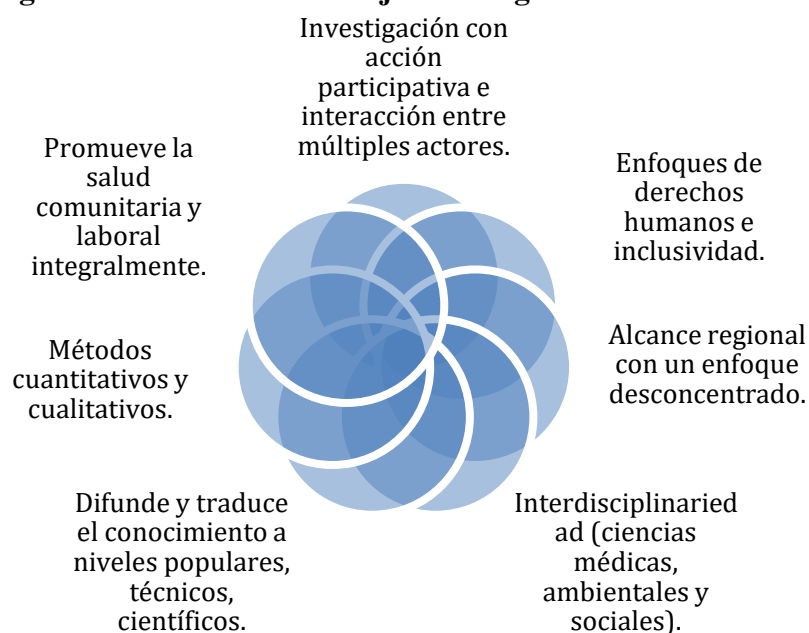 Investigación con
acción
participativa e
interacción entre
múltiples actores.
Enfoques de
derechos
humanos e
inclusividad.
Alcance regional
con un enfoque
desconcentrado.
Interdisciplinaried
ad (ciencias
médicas,
ambientales y
sociales).
Difunde y traduce
el conocimiento a
niveles populares,
técnicos,
científicos.
Métodos
cuantitativos y
cualitativos.
Promueve la
salud
comunitaria y
laboral
integralmente.